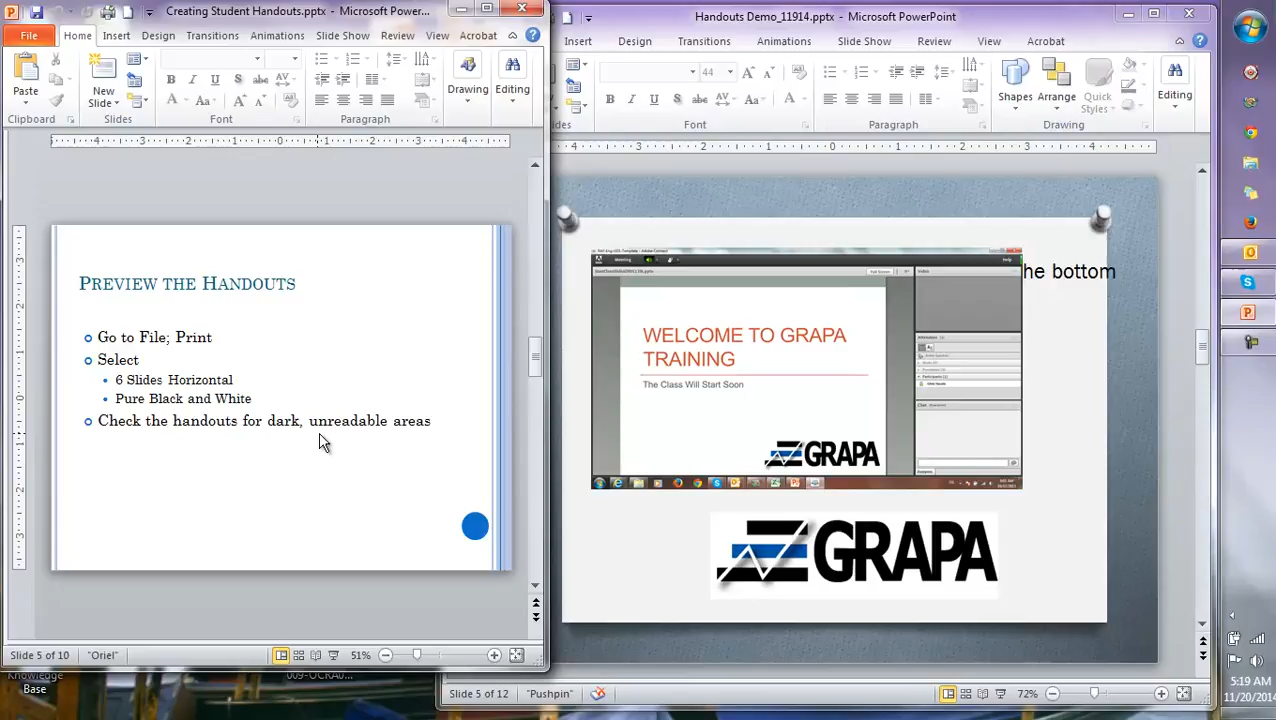 Creating Student Handouts.pptx - Microsoft Power...
File Home Insert Design Transitions Animations Slide Show Review View Acrobat
Paste New Slide Drawing Editing
Clipboard Slides Font Paragraph
PREVIEW THE HANDOUTS
Go to File; Print
Select
6 Slides Horizontal
Pure Black and White
Check the handouts for dark, unreadable areas
Slide 5 of 10 "Oriel" 51%
Knowledge Base
Handouts Demo_11914.pptx - Microsoft PowerPoint
Insert Design Transitions Animations Slide Show Review View Acrobat
44
Shapes Arrange Quick Styles Editing
Font Paragraph Drawing
he bottom
Meeting
Help
WELCOME TO GRAPA
TRAINING
The Class Will Start Soon
GRAPA
GRAPA
Slide 5 of 12 "Pushpin" 72%
5:19 AM
11/20/2014